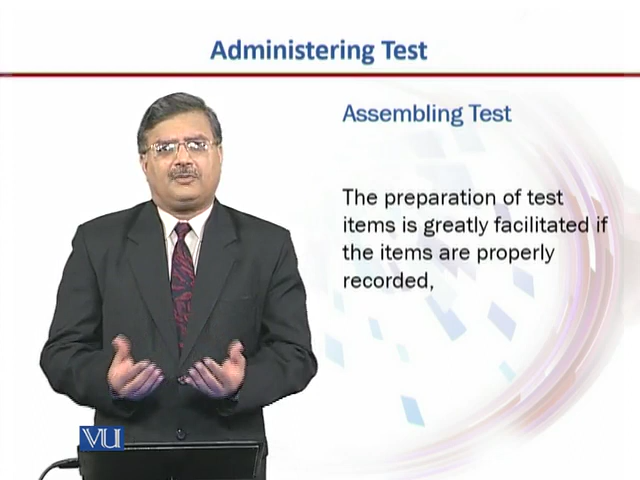 Administering Test
Assembling Test
The preparation of test
items is greatly facilitated if
the items are properly
recorded,
VU